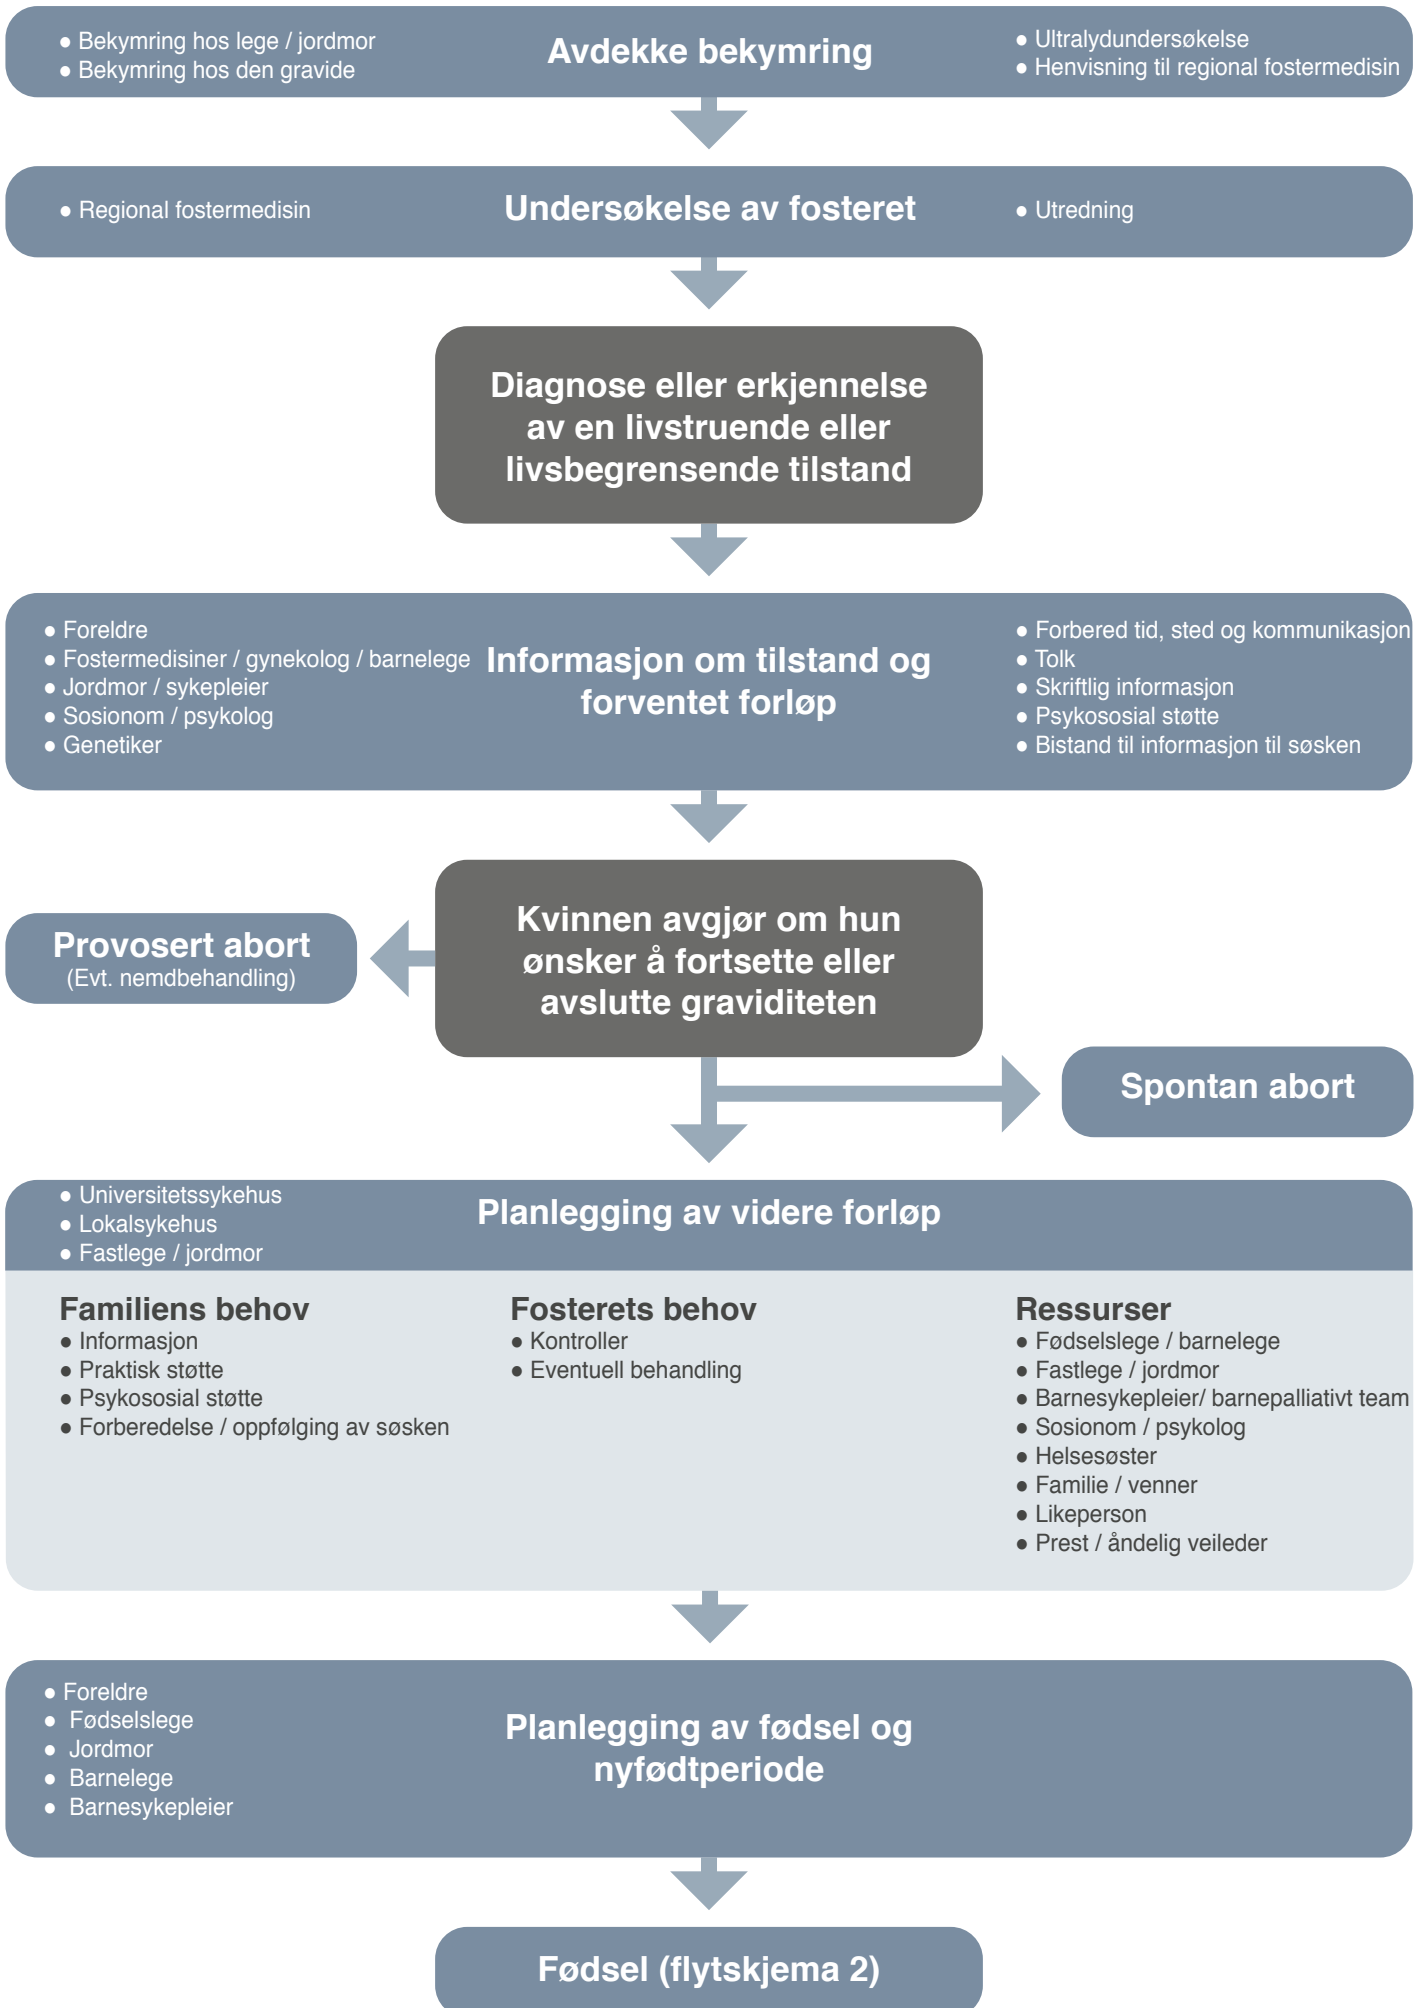 ● Bekymring hos lege / jordmor
● Bekymring hos den gravide
Avdekke bekymring
● Ultralydundersøkelse
● Henvisning til regional fostermedisin
● Regional fostermedisin
Undersøkelse av fosteret
● Utredning
Diagnose eller erkjennelse
av en livstruende eller
livsbegrensende tilstand
● Foreldre
● Fostermedisiner / gynekolog / barnelege
● Jordmor / sykepleier
● Sosionom / psykolog
● Genetiker
Informasjon om tilstand og
forventet forløp
● Forbered tid, sted og kommunikasjon
● Tolk
● Skriftlig informasjon
● Psykososial støtte
● Bistand til informasjon til søsken
Kvinnen avgjør om hun
ønsker å fortsette eller
avslutte graviditeten
Provosert abort
(Evt. nemdbehandling)
Spontan abort
● Universitetssykehus
● Lokalsykehus
● Fastlege / jordmor
Planlegging av videre forløp
Familiens behov
● Informasjon
● Praktisk støtte
● Psykososial støtte
● Forberedelse / oppfølging av søsken
Fosterets behov
● Kontroller
● Eventuell behandling
Ressurser
● Fødselslege / barnelege
● Fastlege / jordmor
● Barnesykepleier/ barnepalliativt team
● Sosionom / psykolog
● Helsesøster
● Familie / venner
● Likeperson
● Prest / åndelig veileder
● Foreldre
● Fødselslege
● Jordmor
● Barnelege
● Barnesykepleier
Planlegging av fødsel og
nyfødtperiode
Fødsel (flytskjema 2)